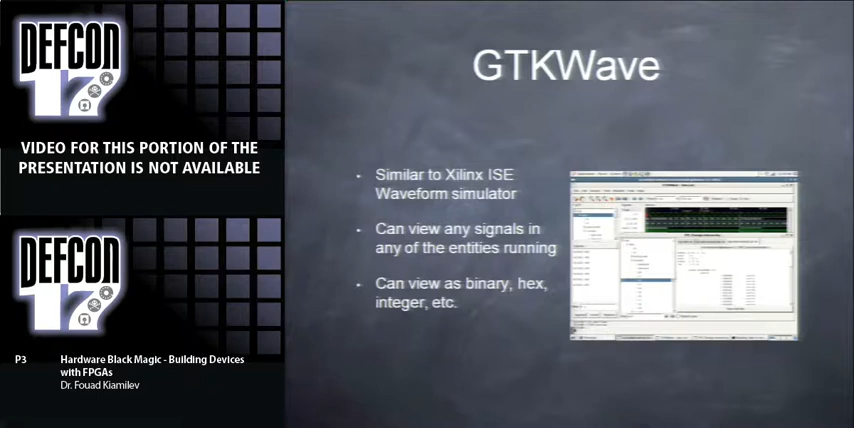 DEFCON
17
VIDEO FOR THIS PORTION OF THE
PRESENTATION IS NOT AVAILABLE
DEFCON
17
P3
Hardware Black Magic - Building Devices
with FPGAs
Dr. Fouad Kiamilev
GTKWave
• Similar to Xilinx ISE
Waveform simulator
• Can view any signals in
any of the entities running
• Can view as binary, hex,
integer, etc.